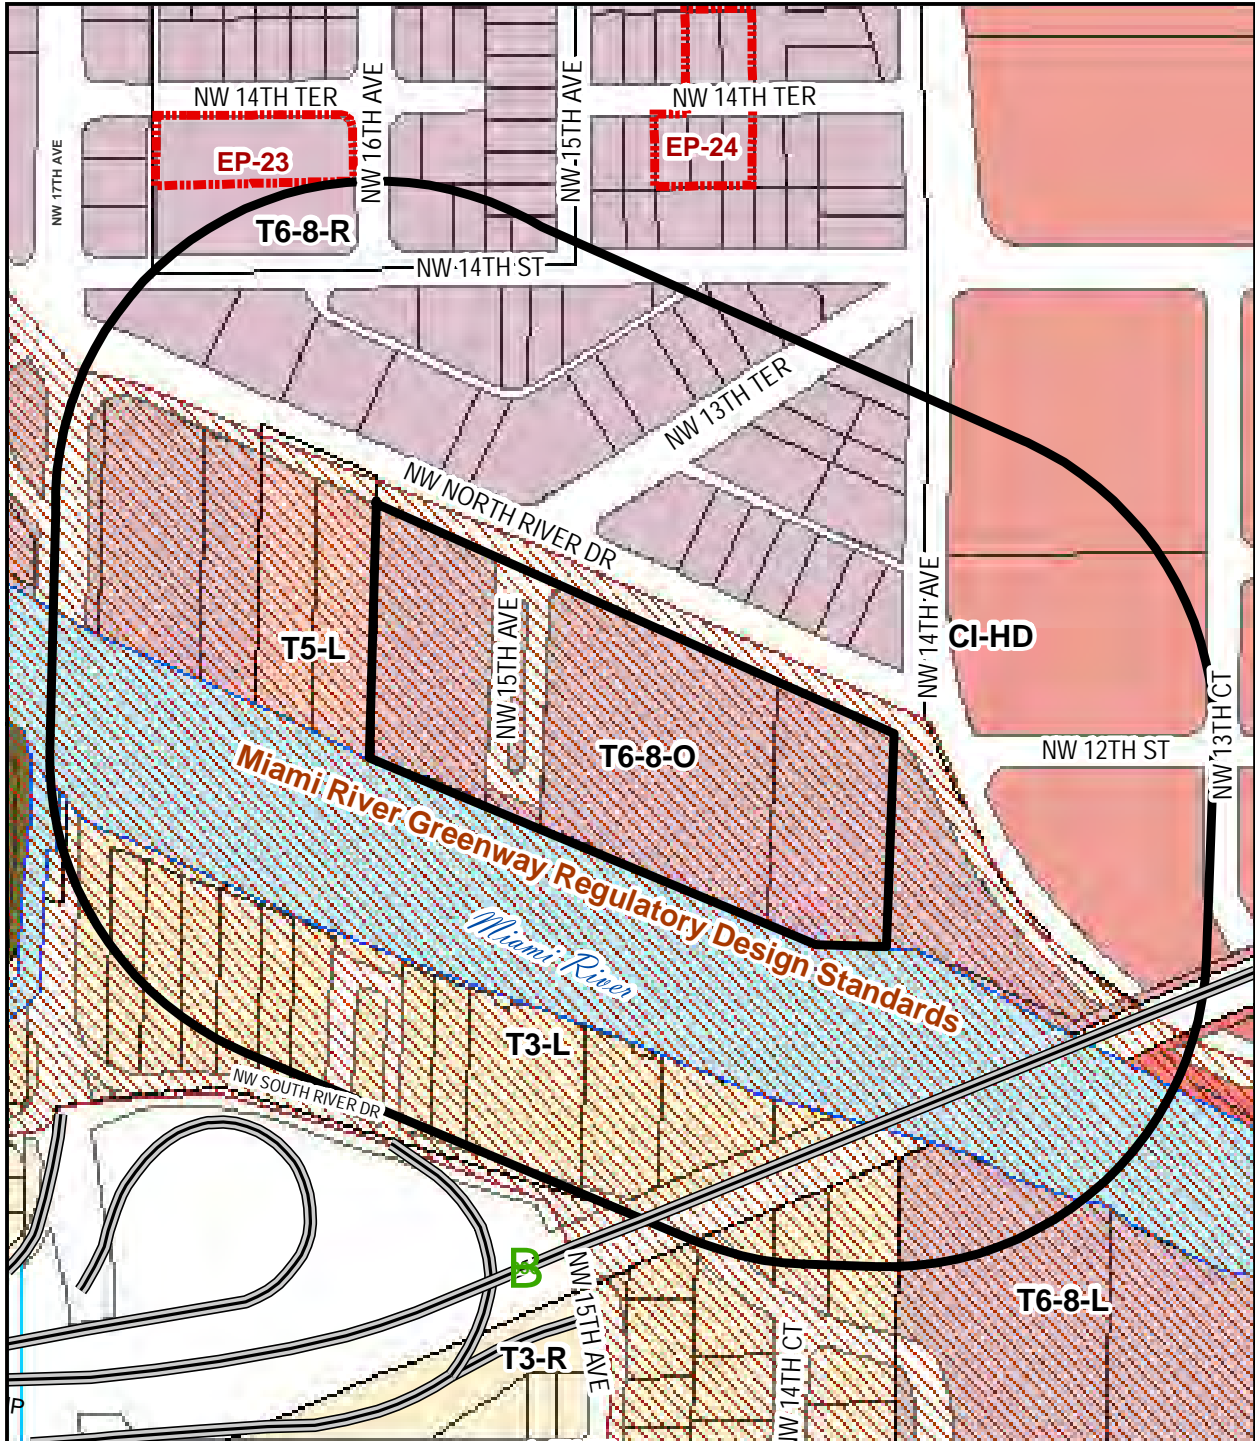 NW 14TH TER
NW 16TH AVE
NW 15TH AVE
NW 14TH TER
NW 17TH AVE
EP-23
EP-24
T6-8-R
NW 14TH ST
NW 13TH TER
NW NORTH RIVER DR
NW 14TH AVE
CI-HD
T5-L
NW 15TH AVE
T6-8-O
NW 12TH ST
NW 13TH CT
Miami River Greenway Regulatory Design Standards
Miami River
T3-L
NW SOUTH RIVER DR
B
NW 15TH AVE
T6-8-L
T3-R
NW 14TH CT
P